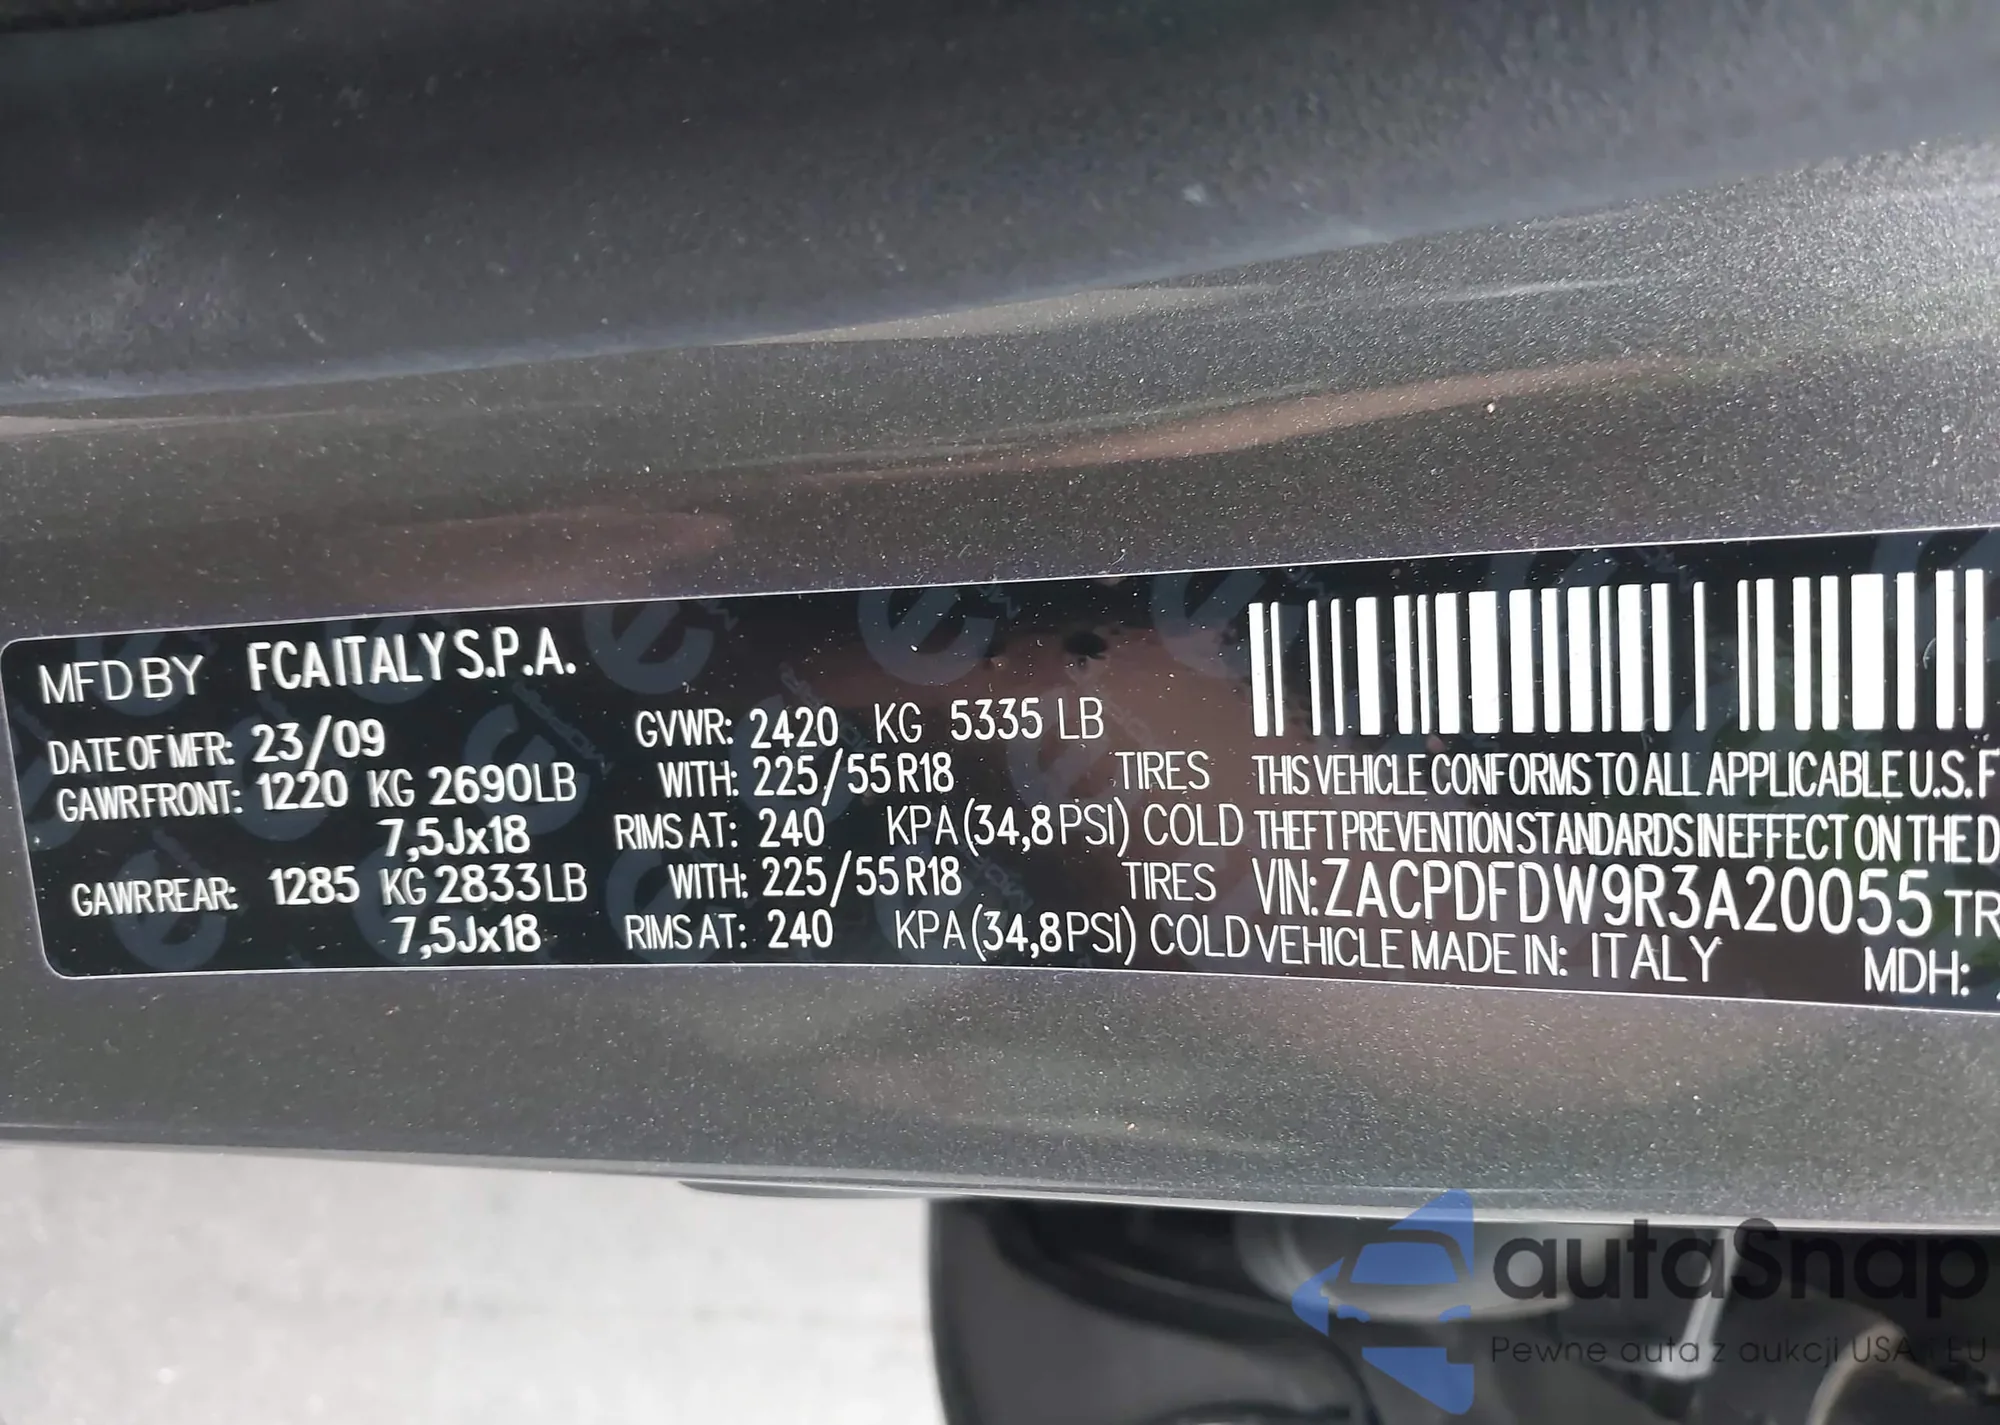 MFD BY FCA ITALY S.P.A.
DATE OF MFR: 23/09 GVWR: 2420 KG 5335 LB
GAWR FRONT: 1220 KG 2690 LB WITH: 225/55 R18 TIRES
7,5Jx18 RIMS AT: 240 KPA (34,8 PSI) COLD
GAWR REAR: 1285 KG 2833 LB WITH: 225/55 R18 TIRES
7,5Jx18 RIMS AT: 240 KPA (34,8 PSI) COLD
THIS VEHICLE CONFORMS TO ALL APPLICABLE U.S. F
THEFT PREVENTION STANDARDS IN EFFECT ON THE D
VIN: ZACPDFDW9R3A20055 TR
VEHICLE MADE IN: ITALY MDH:
autaSnap
Pewne auta z aukcji USA i EU